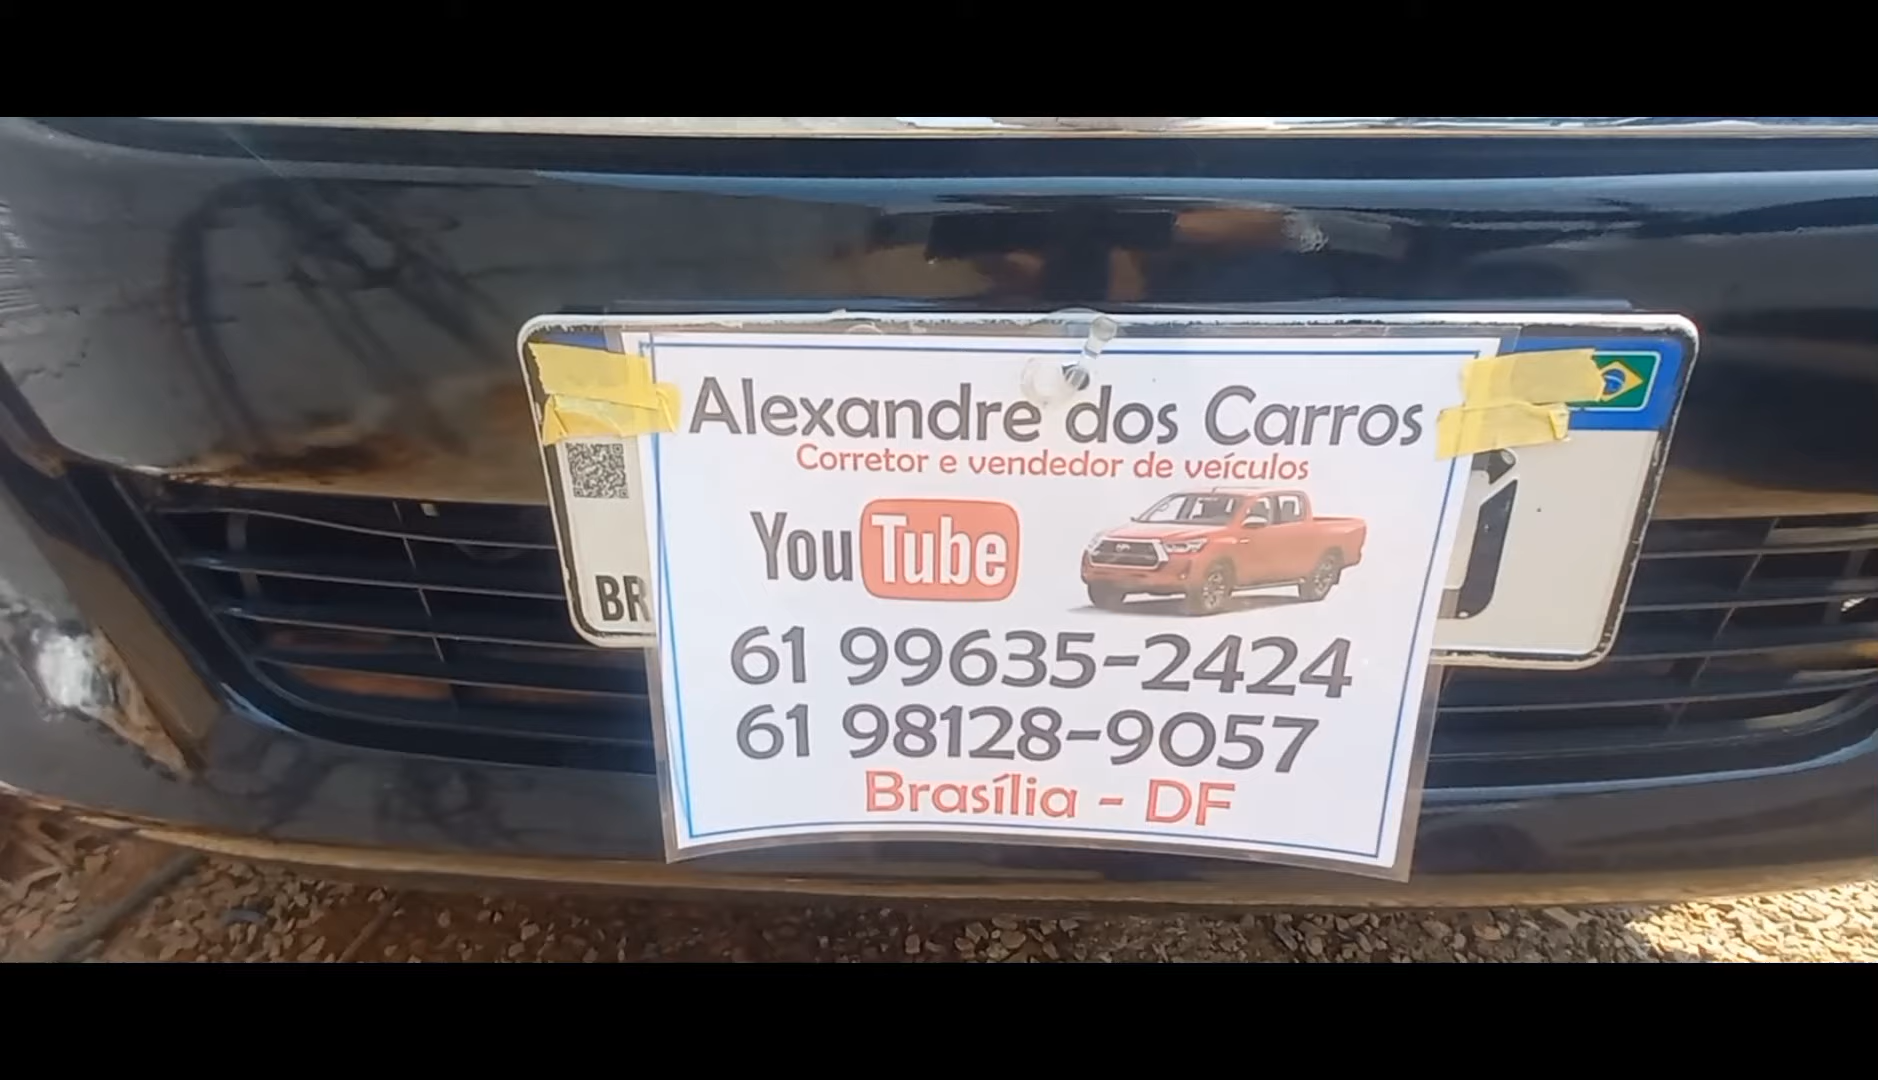 Alexandre dos Carros
Corretor e vendedor de veículos
YouTube
61 99635-2424
61 98128-9057
Brasília - DF
BR